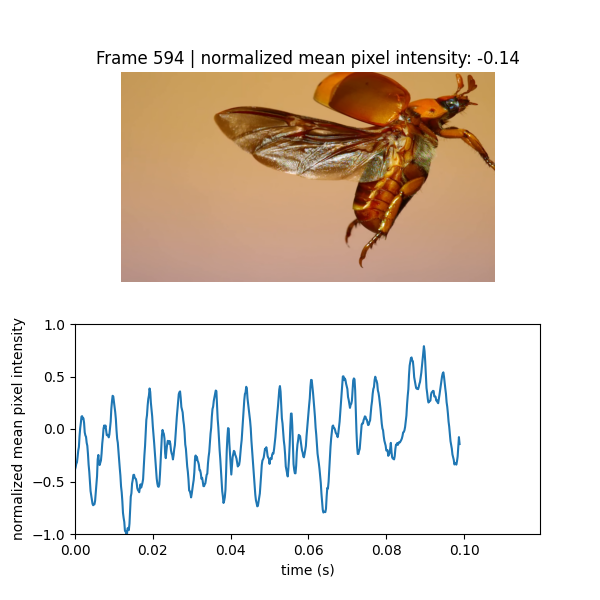 Frame 594 | normalized mean pixel intensity: -0.14
normalized mean pixel intensity
1.0
0.5
0.0
−0.5
−1.0
0.00 0.02 0.04 0.06 0.08 0.10
time (s)